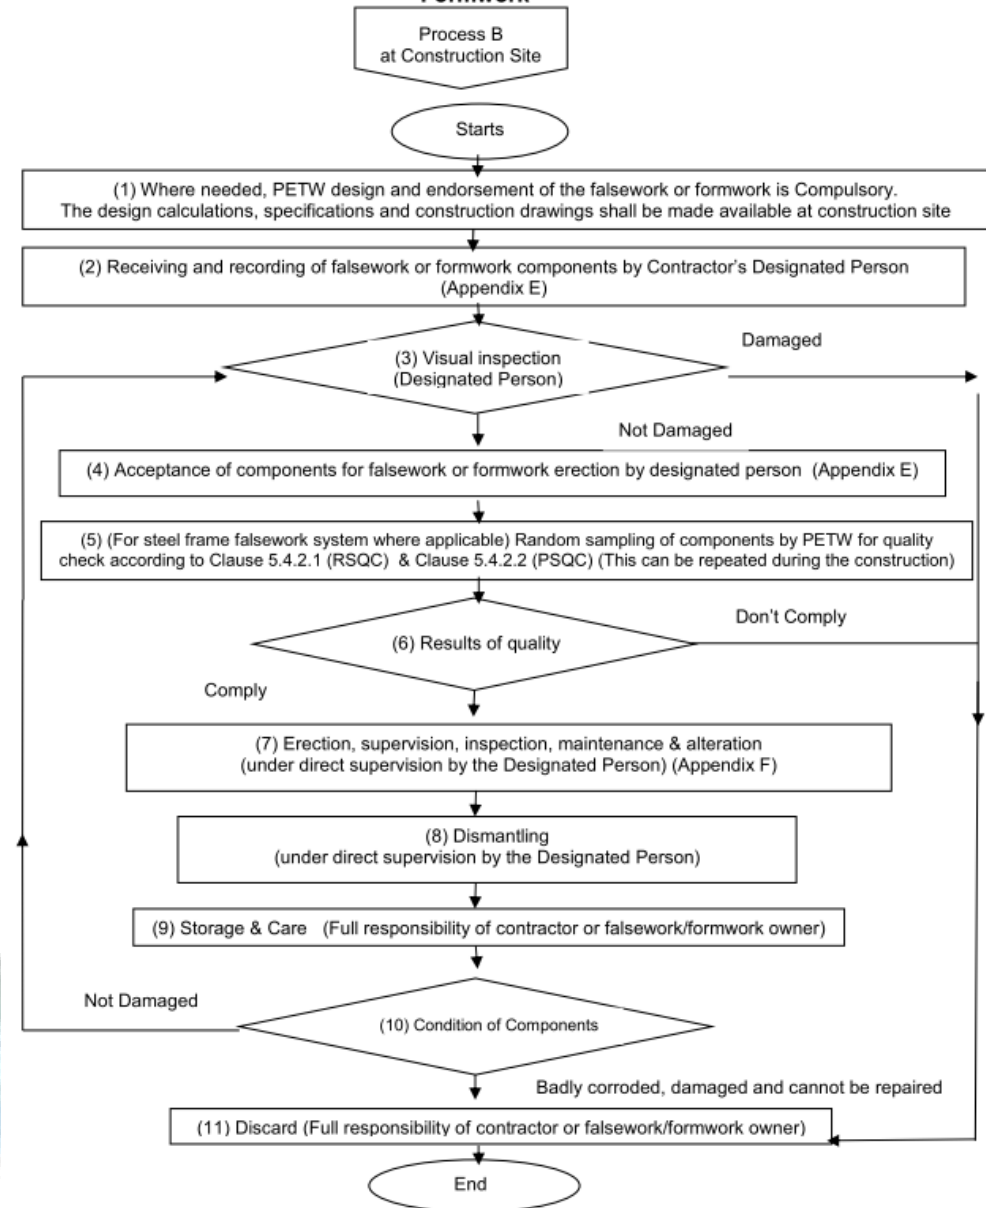 Process B
at Construction Site
Starts
(1) Where needed, PETW design and endorsement of the falsework or formwork is Compulsory.
The design calculations, specifications and construction drawings shall be made available at construction site
(2) Receiving and recording of falsework or formwork components by Contractor's Designated Person
(Appendix E)
Damaged
(3) Visual inspection
(Designated Person)
Not Damaged
(4) Acceptance of components for falsework or formwork erection by designated person (Appendix E)
(5) (For steel frame falsework system where applicable) Random sampling of components by PETW for quality
check according to Clause 5.4.2.1 (RSQC) & Clause 5.4.2.2 (PSQC) (This can be repeated during the construction)
Don't Comply
(6) Results of quality
Comply
(7) Erection, supervision, inspection, maintenance & alteration
(under direct supervision by the Designated Person) (Appendix F)
(8) Dismantling
(under direct supervision by the Designated Person)
(9) Storage & Care (Full responsibility of contractor or falsework/formwork owner)
Not Damaged
(10) Condition of Components
Badly corroded, damaged and cannot be repaired
(11) Discard (Full responsibility of contractor or falsework/formwork owner)
End